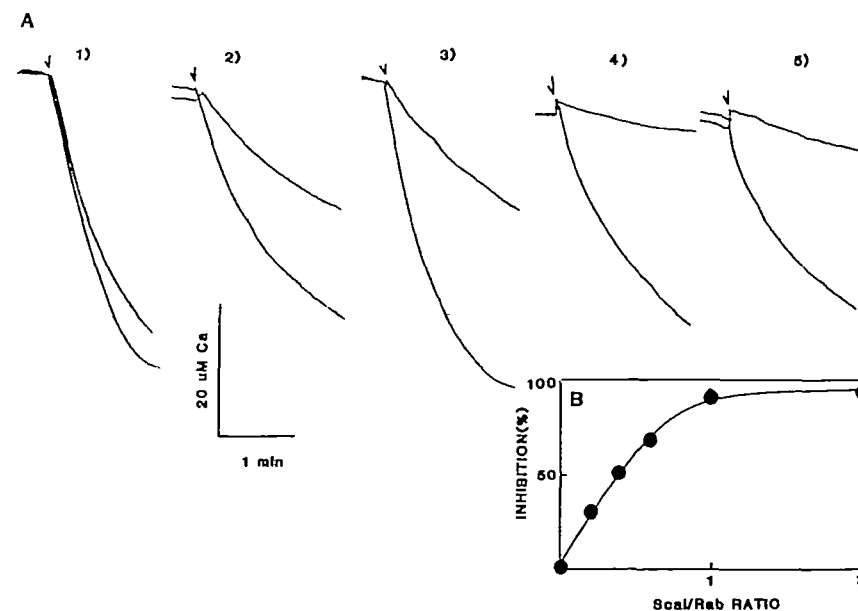 A
1)
2)
3)
4)
5)
20 uM Ca
1 min
B
100
50
INHIBITION(%)
1
Scal/Rab RATIO